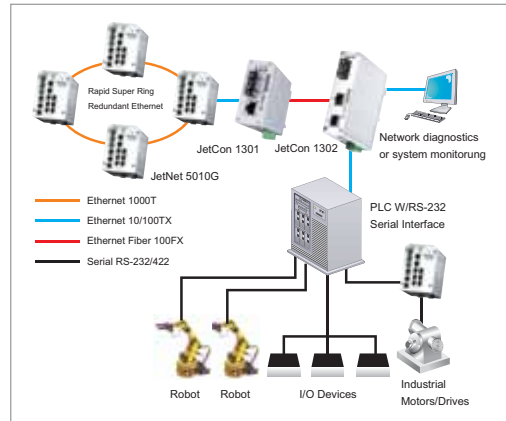 Rapid Super Ring
Redundant Ethernet
JetCon 1301
JetCon 1302
Network diagnostics
or system monitorung
JetNet 5010G
Ethernet 1000T
Ethernet 10/100TX
Ethernet Fiber 100FX
Serial RS-232/422
PLC W/RS-232
Serial Interface
Robot
Robot
I/O Devices
Industrial
Motors/Drives